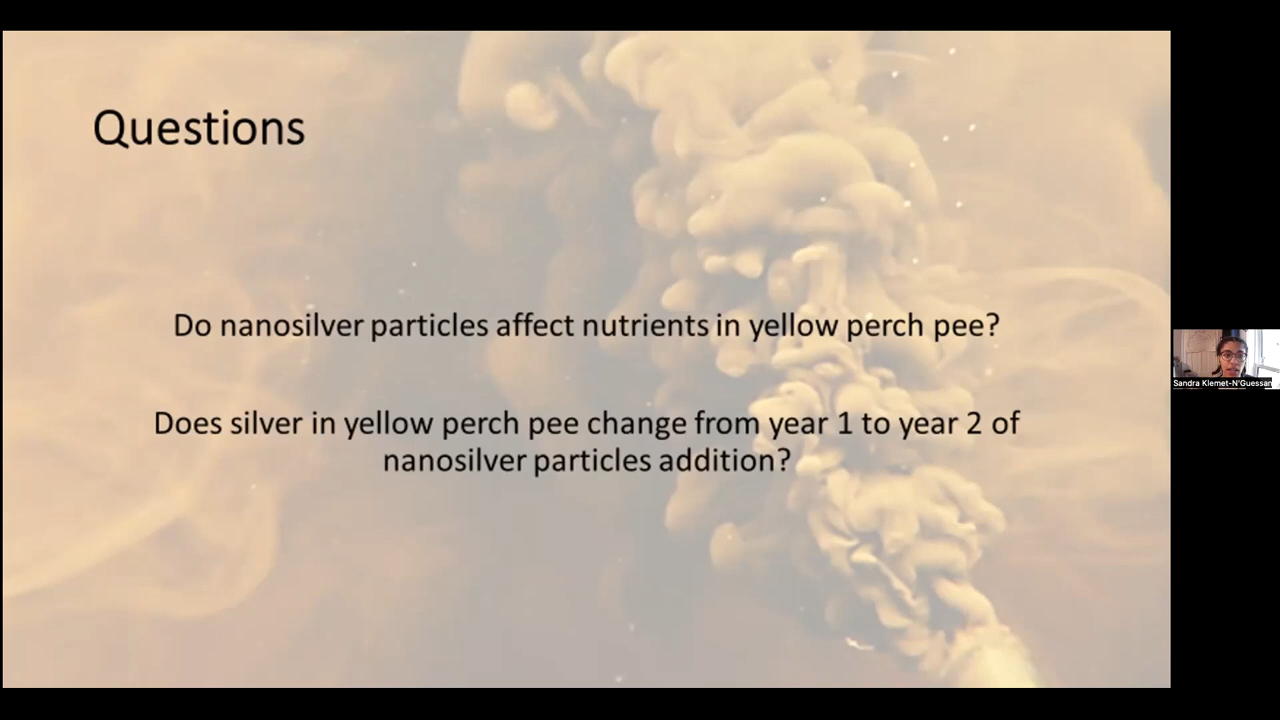 Questions
Do nanosilver particles affect nutrients in yellow perch pee?
Does silver in yellow perch pee change from year 1 to year 2 of
nanosilver particles addition?
Sandra Klemet-N'Guessan